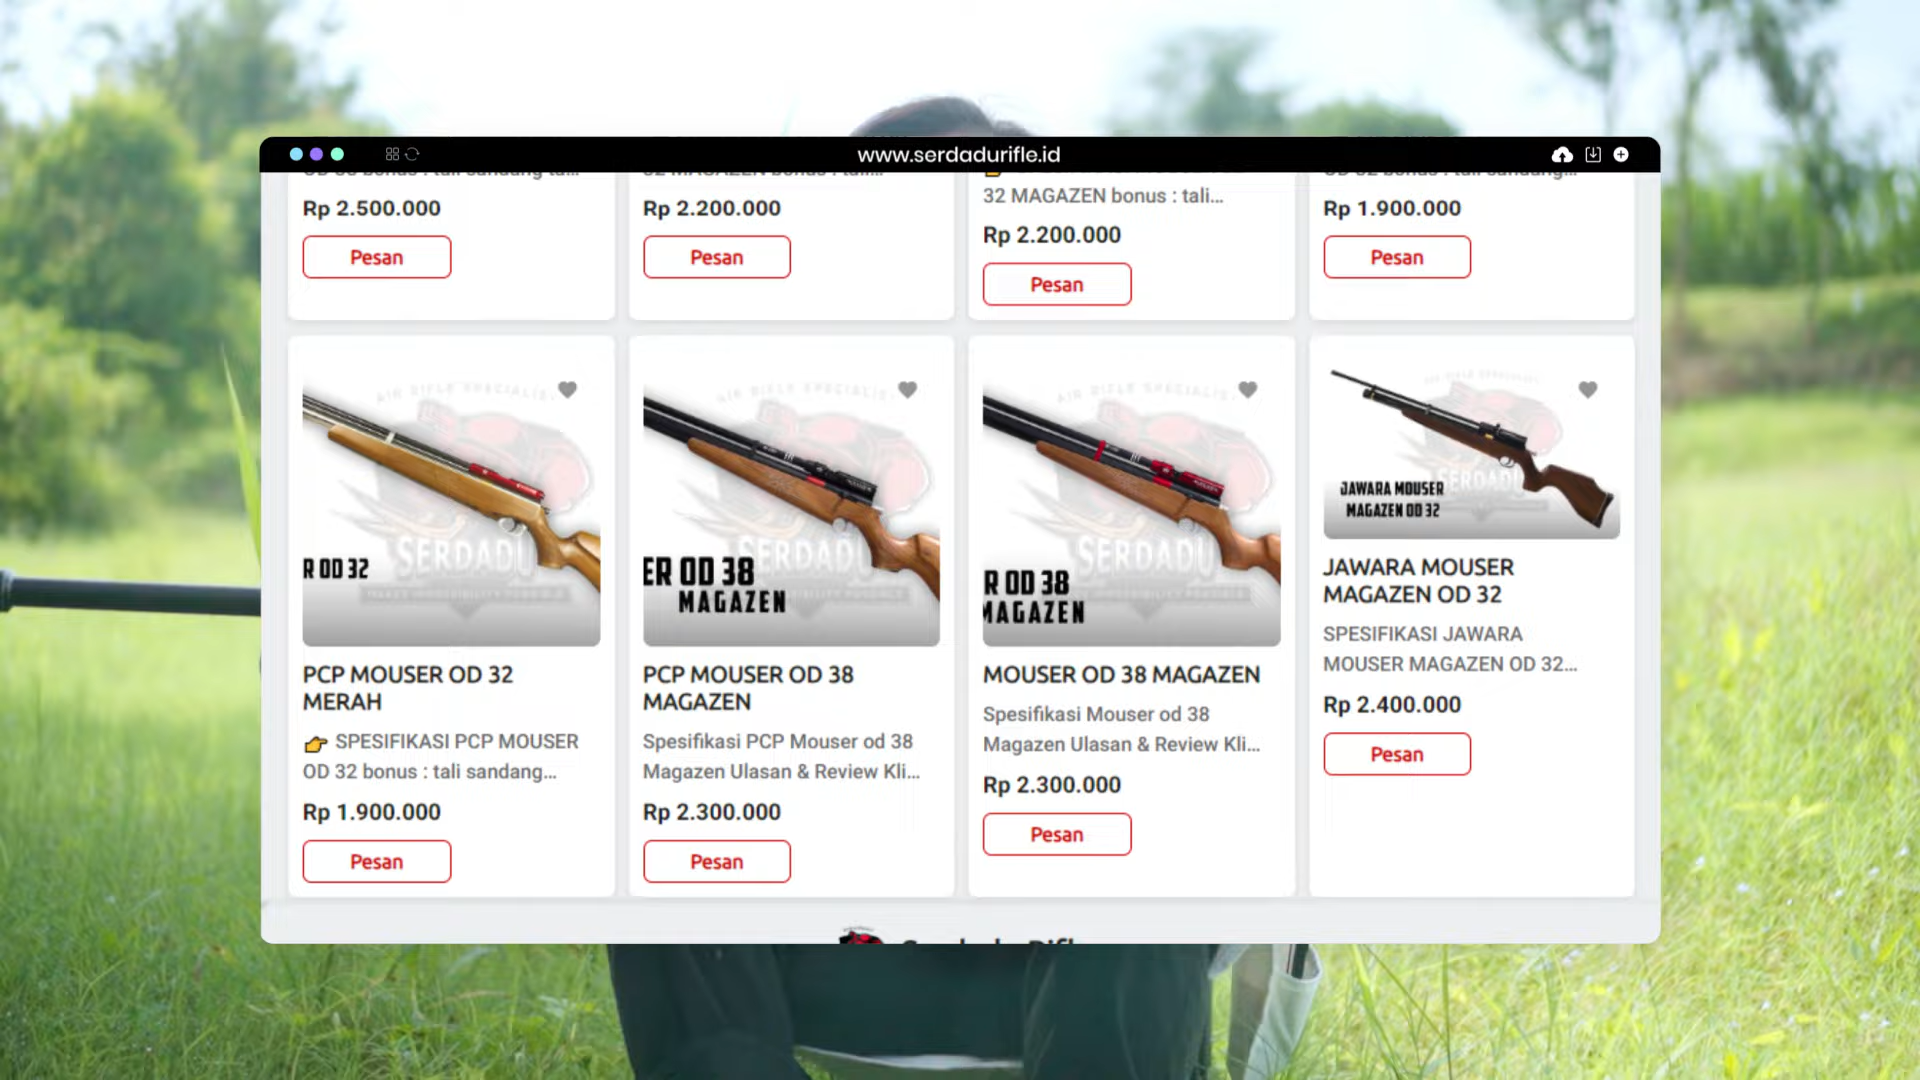 www.serdadurifle.id
Rp 2.500.000
Pesan
Rp 2.200.000
Pesan
32 MAGAZEN bonus : tali...
Rp 2.200.000
Pesan
Rp 1.900.000
Pesan
R OD 32
SERDADU
PCP MOUSER OD 32
MERAH
👉 SPESIFIKASI PCP MOUSER
OD 32 bonus : tali sandang...
Rp 1.900.000
Pesan
ER OD 38
MAGAZEN
SERDADU
PCP MOUSER OD 38
MAGAZEN
Spesifikasi PCP Mouser od 38
Magazen Ulasan & Review Kli...
Rp 2.300.000
Pesan
R OD 38
MAGAZEN
SERDADU
MOUSER OD 38 MAGAZEN
Spesifikasi Mouser od 38
Magazen Ulasan & Review Kli...
Rp 2.300.000
Pesan
JAWARA MOUSER
MAGAZEN OD 32
SERDADU
JAWARA MOUSER
MAGAZEN OD 32
SPESIFIKASI JAWARA
MOUSER MAGAZEN OD 32...
Rp 2.400.000
Pesan